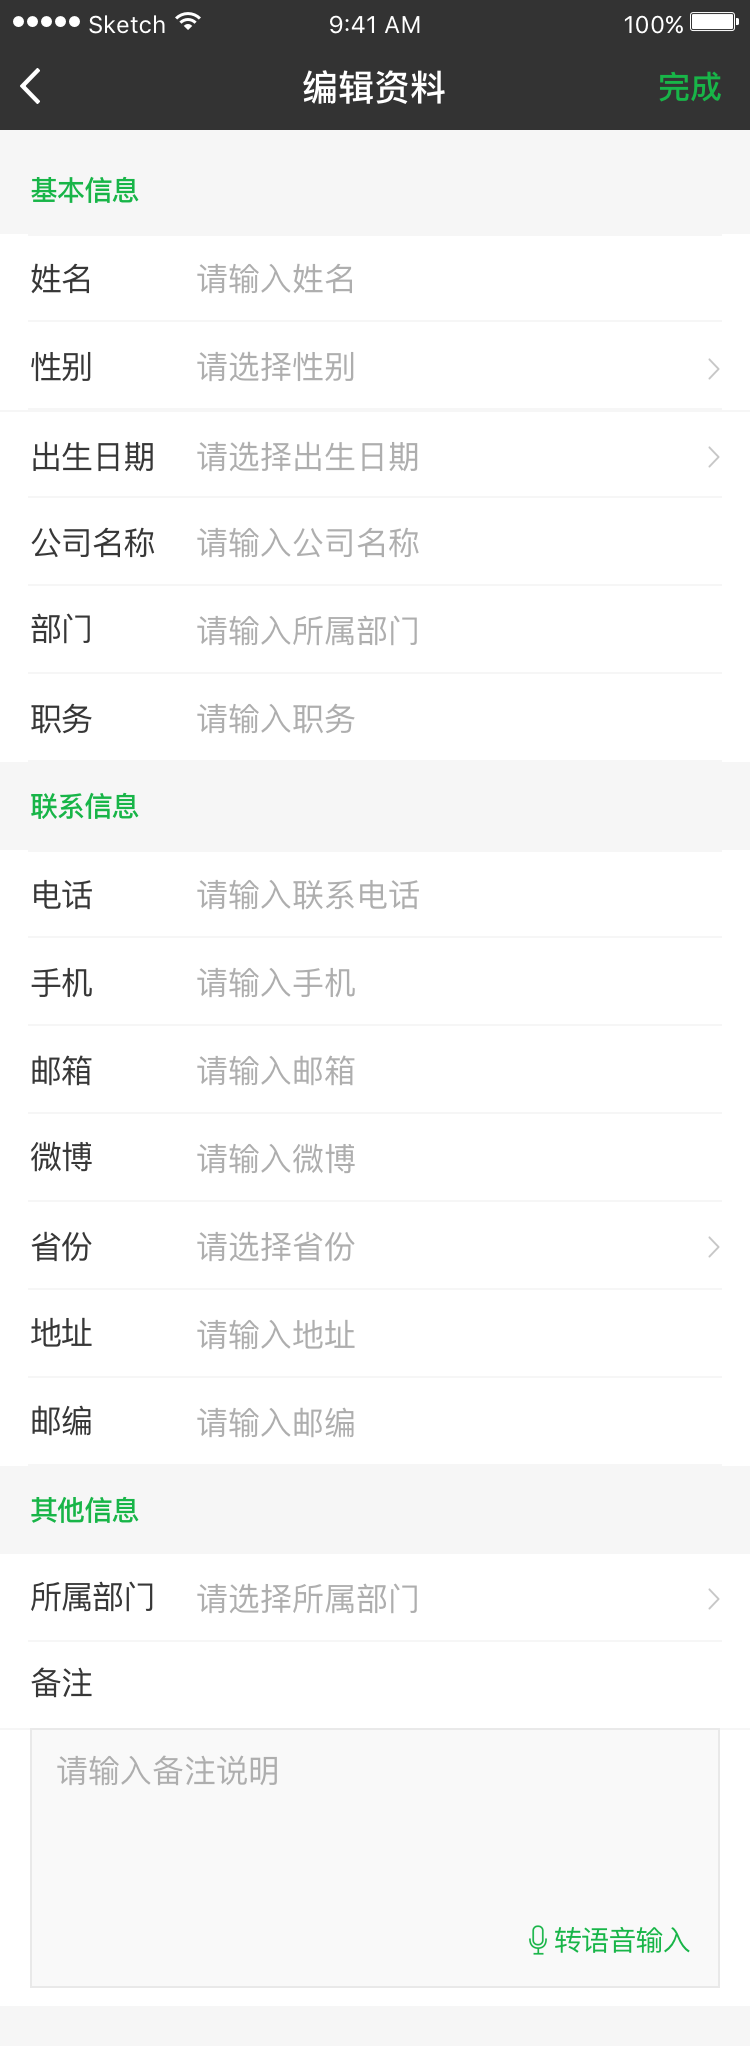 Sketch 9:41 AM 100%
编辑资料 完成
基本信息
姓名 请输入姓名
性别 请选择性别
出生日期 请选择出生日期
公司名称 请输入公司名称
部门 请输入所属部门
职务 请输入职务
联系信息
电话 请输入联系电话
手机 请输入手机
邮箱 请输入邮箱
微博 请输入微博
省份 请选择省份
地址 请输入地址
邮编 请输入邮编
其他信息
所属部门 请选择所属部门
备注
请输入备注说明
转语音输入